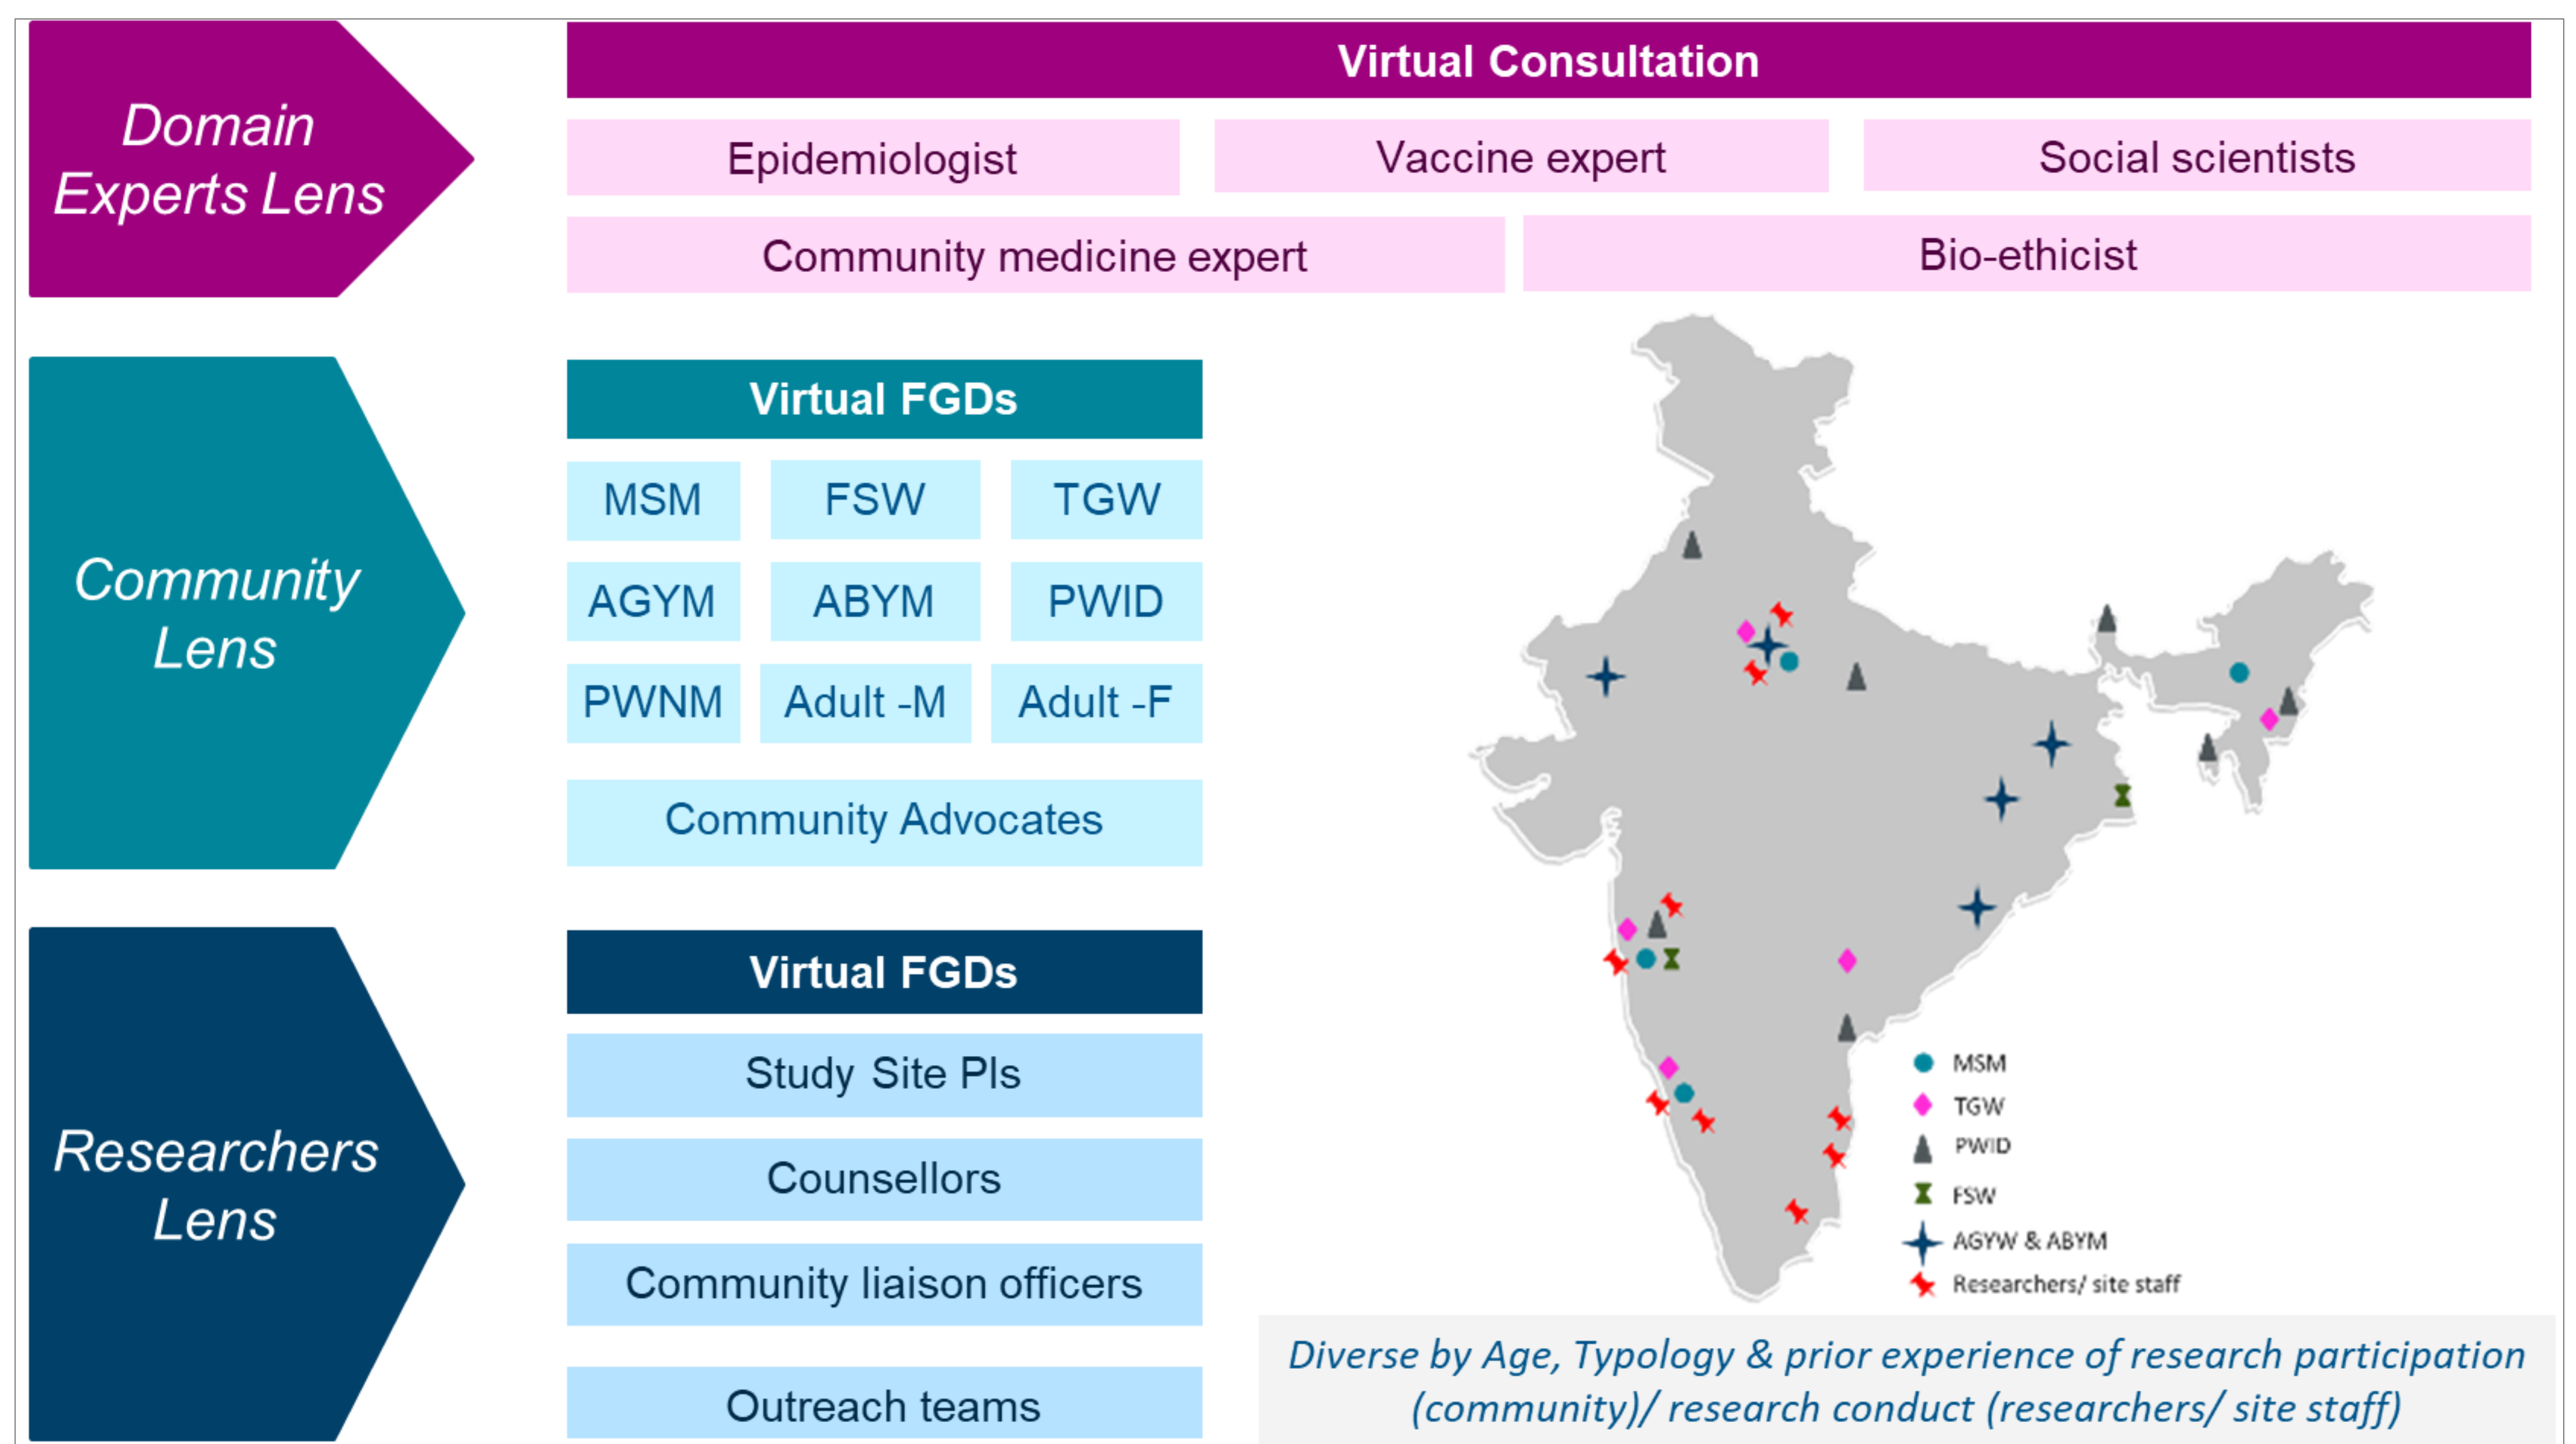 Domain
Experts Lens
Virtual Consultation
Epidemiologist
Vaccine expert
Social scientists
Community medicine expert
Bio-ethicist
Community
Lens
Virtual FGDs
MSM
FSW
TGW
AGYM
ABYM
PWID
PWNM
Adult -M
Adult -F
Community Advocates
Researchers
Lens
Virtual FGDs
Study Site PIs
Counsellors
Community liaison officers
Outreach teams
MSM
TGW
PWID
FSW
AGYW & ABYM
Researchers/ site staff
Diverse by Age, Typology & prior experience of research participation
(community)/ research conduct (researchers/ site staff)